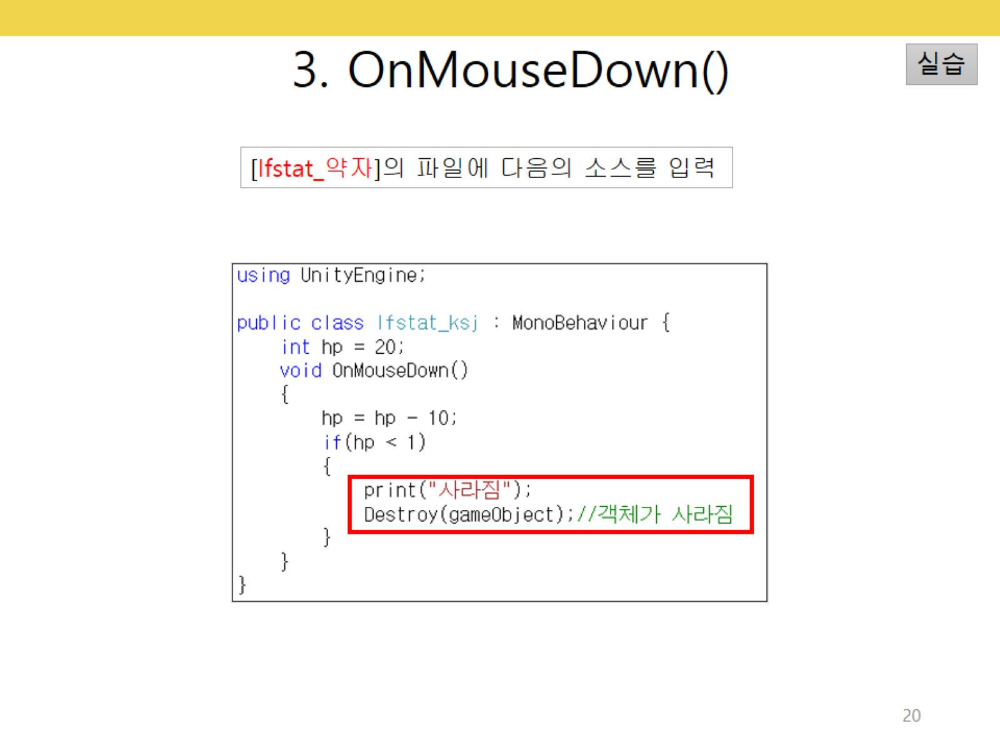 3. OnMouseDown()
실습
[Ifstat_약자]의 파일에 다음의 소스를 입력
using UnityEngine;
public class Ifstat_ksj : MonoBehaviour {
int hp = 20;
void OnMouseDown()
{
hp = hp - 10;
if(hp < 1)
{
print("사라짐");
Destroy(gameObject);//객체가 사라짐
}
}
}
20